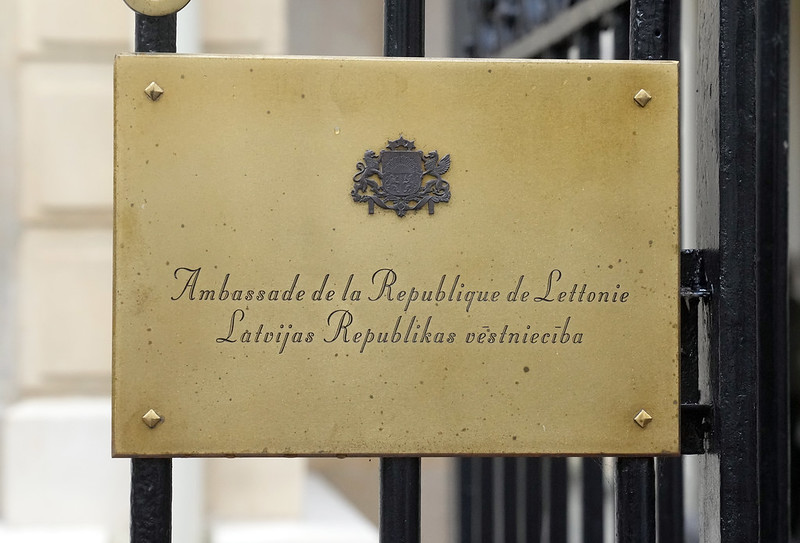 Ambassade de la Republique de Lettonie
Latvijas Republikas vēstniecība